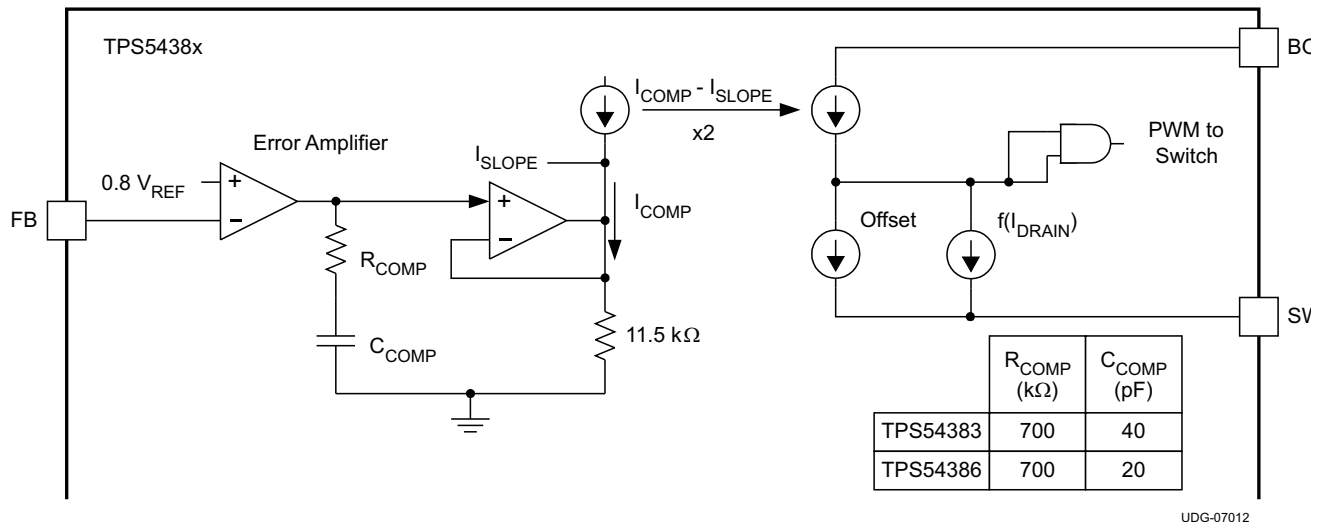 TPS5438x
BO
I_COMP - I_SLOPE
x2
Error Amplifier
PWM to
Switch
I_SLOPE
0.8 V_REF
+
-
FB
+
-
I_COMP
Offset
f(I_DRAIN)
R_COMP
11.5 kΩ
C_COMP
SW
R_COMP C_COMP
(kΩ) (pF)
TPS54383 700 40
TPS54386 700 20
UDG-07012